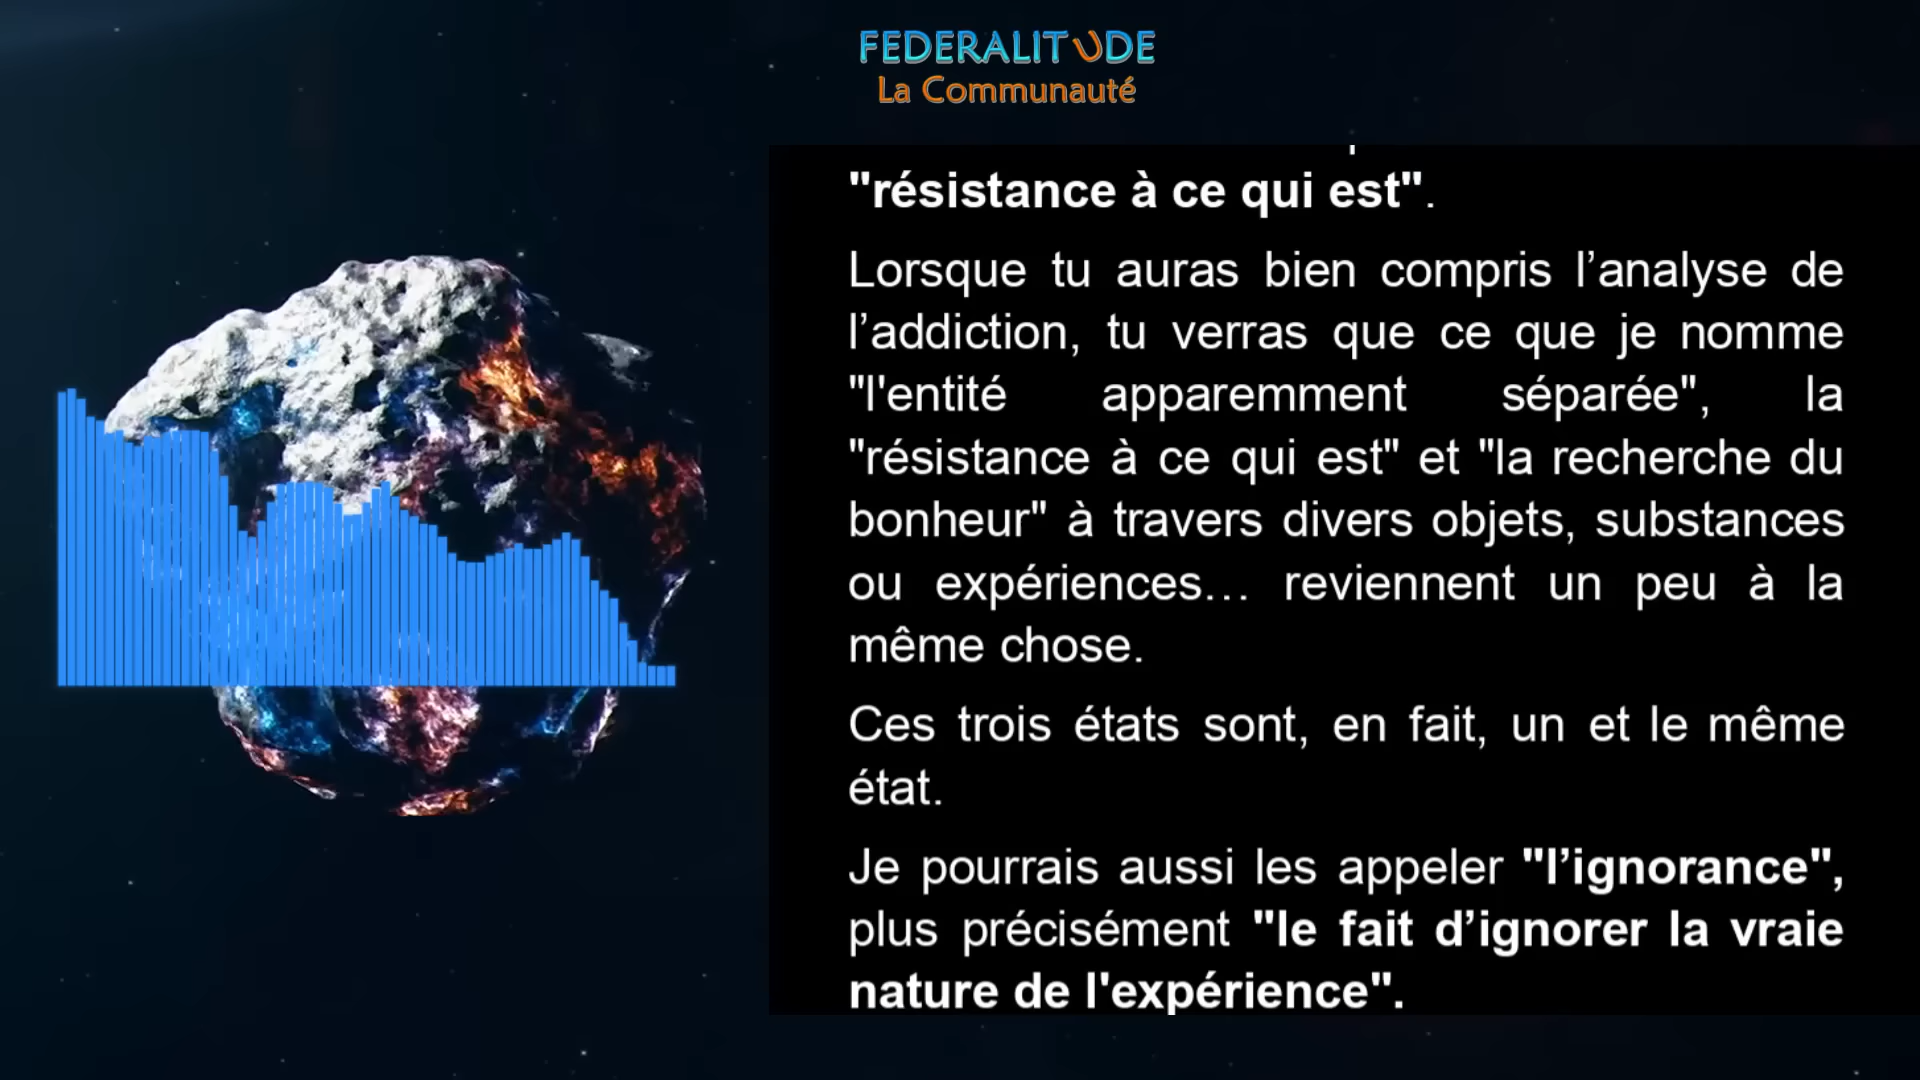 FEDERALITUDE
La Communauté
"résistance à ce qui est".
Lorsque tu auras bien compris l’analyse de
l’addiction, tu verras que ce que je nomme
"l'entité apparemment séparée", la
"résistance à ce qui est" et "la recherche du
bonheur" à travers divers objets, substances
ou expériences… reviennent un peu à la
même chose.
Ces trois états sont, en fait, un et le même
état.
Je pourrais aussi les appeler "l’ignorance",
plus précisément "le fait d’ignorer la vraie
nature de l'expérience".